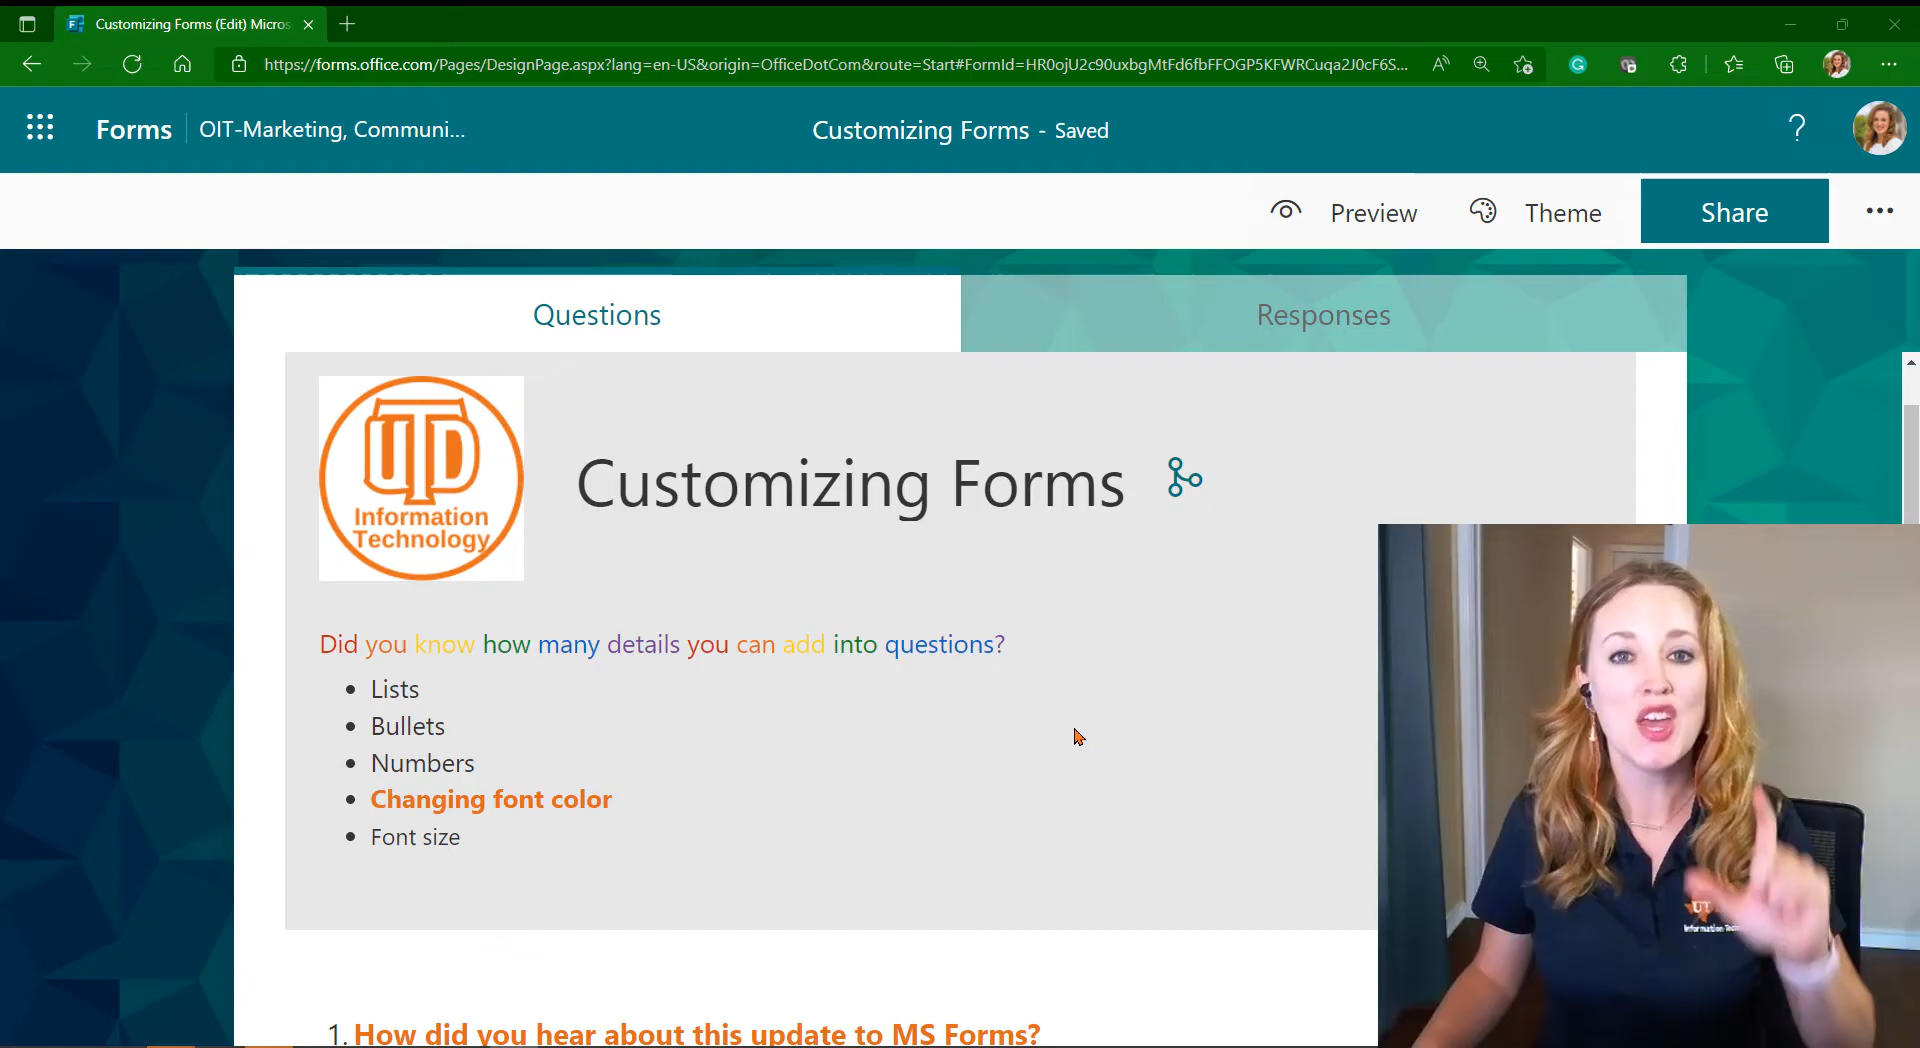 Customizing Forms (Edit) Micros
https://forms.office.com/Pages/DesignPage.aspx?lang=en-US&origin=OfficeDotCom&route=Start#FormId=HR0ojU2c90uxbgMtFd6fbFFOGP5KFWRCuqa2J0cF6S...
Forms OIT-Marketing, Communi... Customizing Forms - Saved ?
Preview Theme Share
Questions Responses
UTD
Information
Technology
Customizing Forms
Did you know how many details you can add into questions?
• Lists
• Bullets
• Numbers
• Changing font color
• Font size
UT
Information
1. How did you hear about this update to MS Forms?